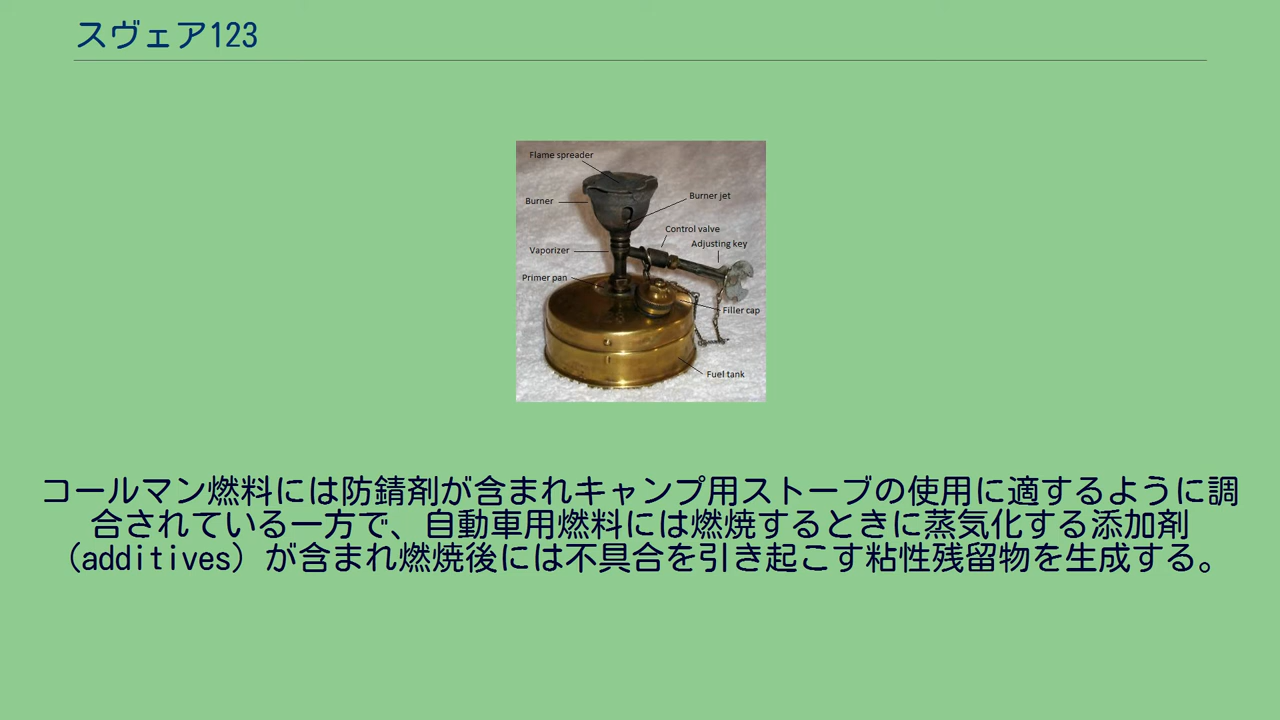 スヴェア123
Flame spreader
Burner
Burner jet
Control valve
Adjusting key
Vaporizer
Primer pan
Filler cap
Fuel tank
コールマン燃料には防錆剤が含まれキャンプ用ストーブの使用に適するように調
合されている一方で、自動車用燃料には燃焼するときに蒸気化する添加剤
（additives）が含まれ燃焼後には不具合を引き起こす粘性残留物を生成する。